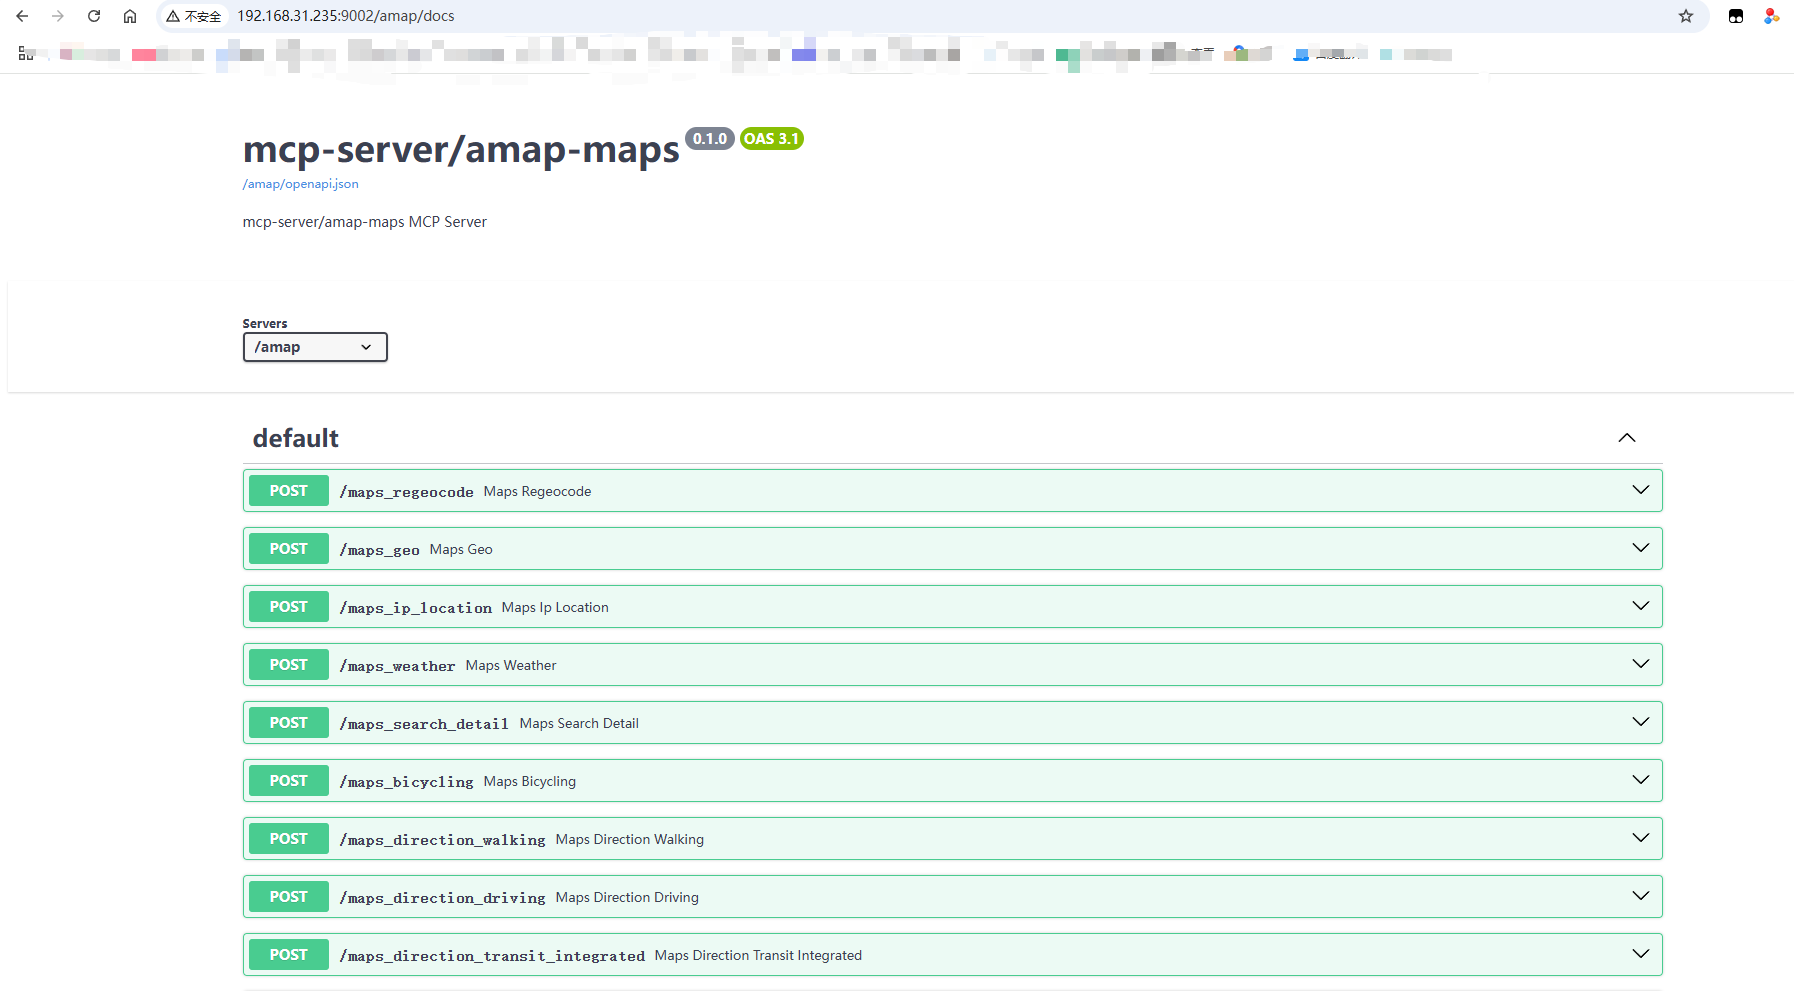 不安全 192.168.31.235:9002/amap/docs
mcp-server/amap-maps 0.1.0 OAS 3.1
/amap/openapi.json
mcp-server/amap-maps MCP Server
Servers
/amap
default
POST /maps_regeocode Maps Regeocode
POST /maps_geo Maps Geo
POST /maps_ip_location Maps Ip Location
POST /maps_weather Maps Weather
POST /maps_search_detail Maps Search Detail
POST /maps_bicycling Maps Bicycling
POST /maps_direction_walking Maps Direction Walking
POST /maps_direction_driving Maps Direction Driving
POST /maps_direction_transit_integrated Maps Direction Transit Integrated